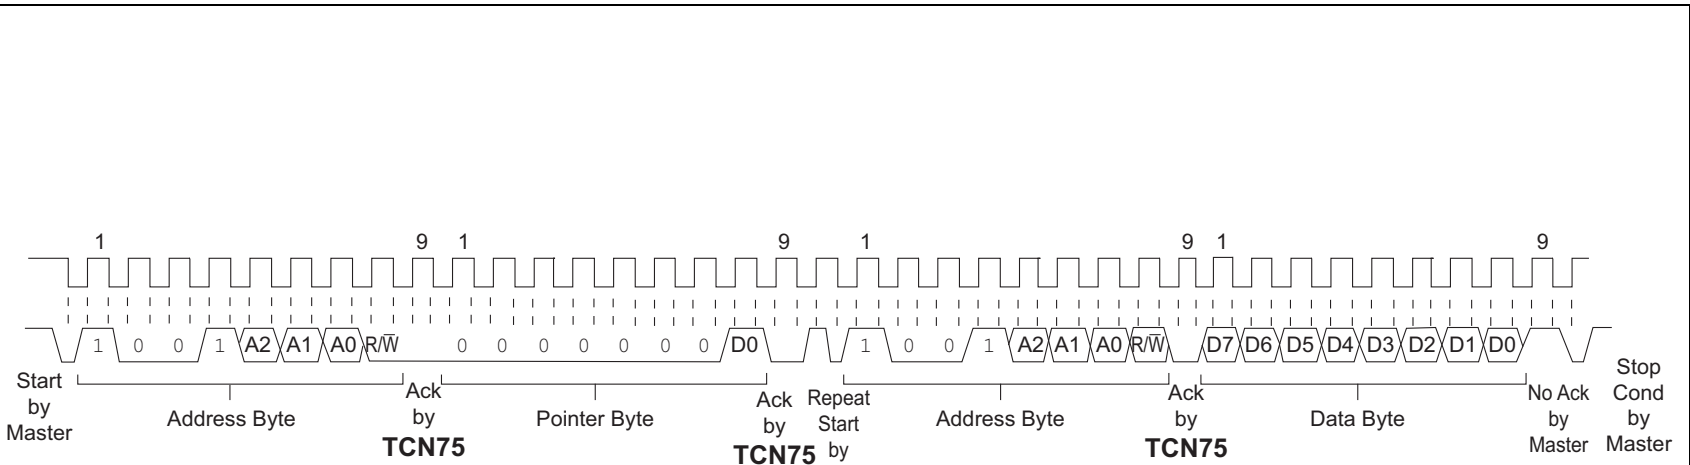 1 9 1 9 1 9 1 9
1 0 0 1 A2 A1 A0 R/W̅ 0 0 0 0 0 0 0 D0 1 0 0 1 A2 A1 A0 R/W̅ D7 D6 D5 D4 D3 D2 D1 D0
Start
by
Master
Address Byte
Ack
by
TCN75
Pointer Byte
Ack
by
TCN75
Repeat
Start
by
Address Byte
Ack
by
TCN75
Data Byte
No Ack
by
Master
Stop
Cond
by
Master